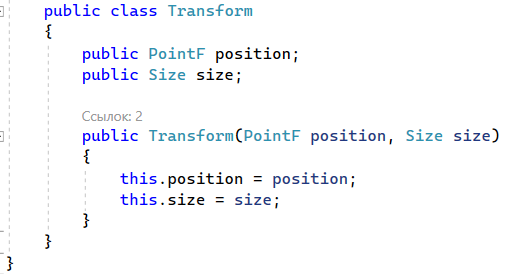 public class Transform
{
public PointF position;
public Size size;
Ссылок: 2
public Transform(PointF position, Size size)
{
this.position = position;
this.size = size;
}
}
}